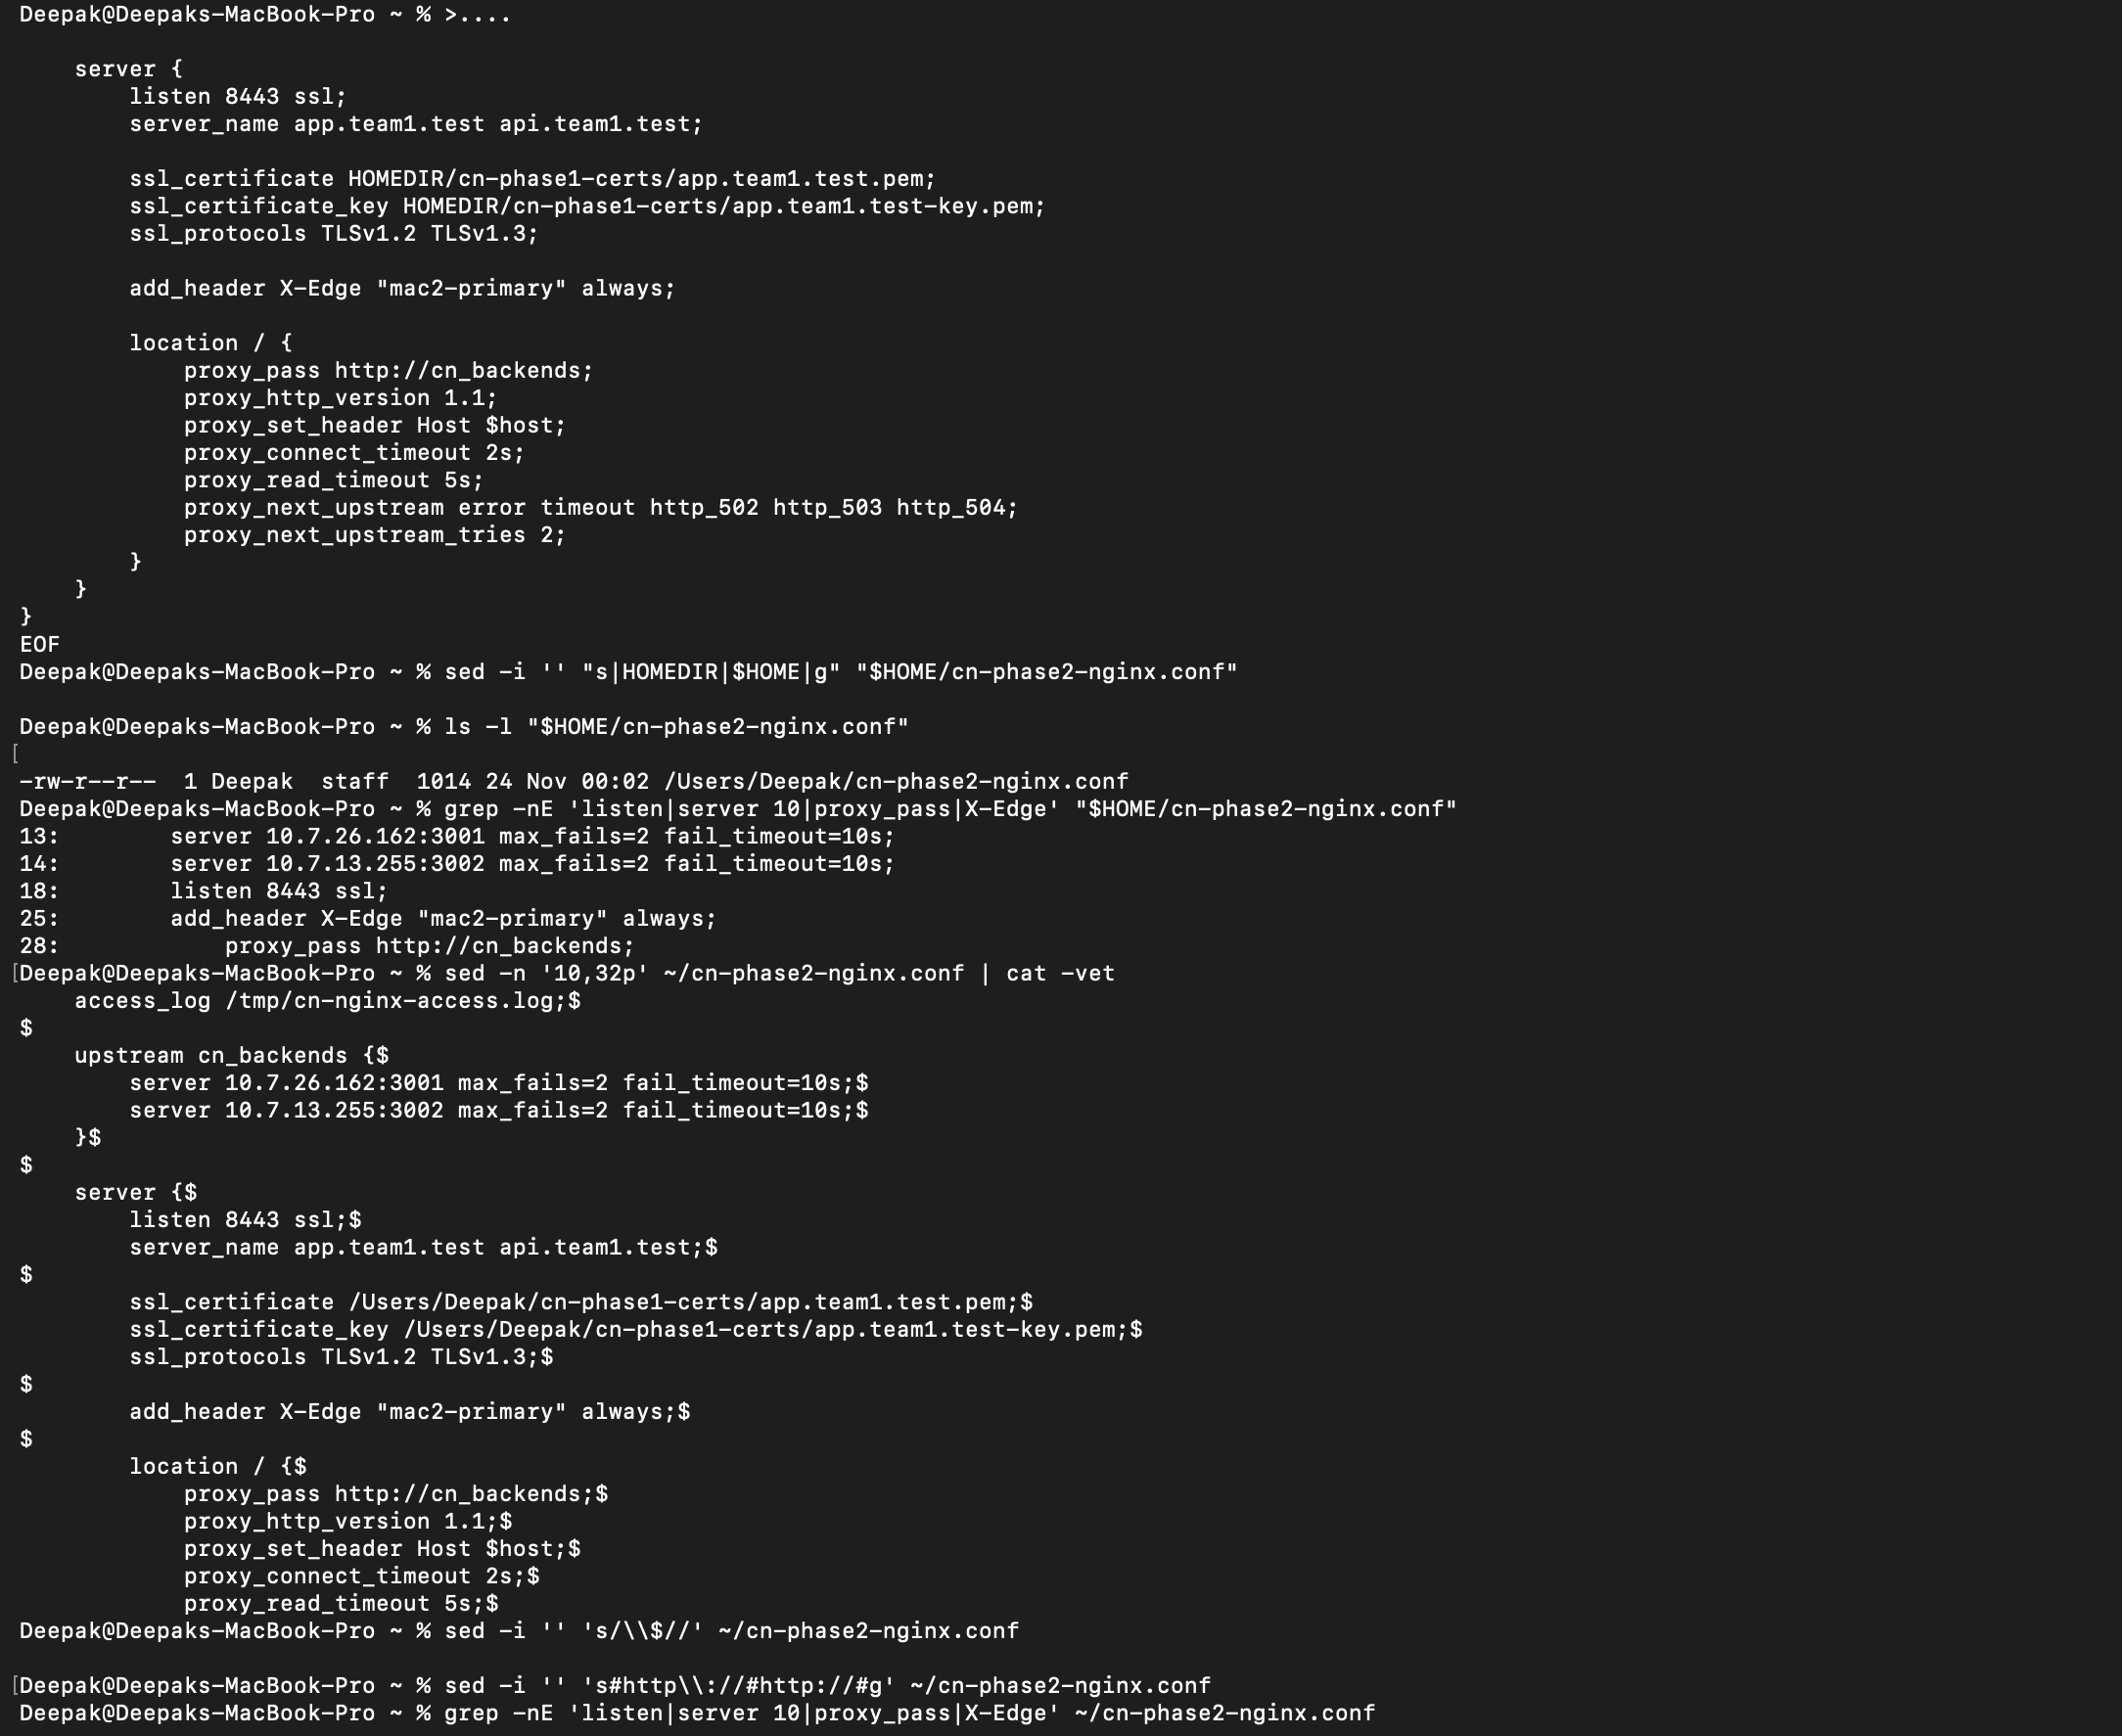 Deepak@Deepaks-MacBook-Pro ~ % >....
server {
listen 8443 ssl;
server_name app.team1.test api.team1.test;
ssl_certificate HOMEDIR/cn-phase1-certs/app.team1.test.pem;
ssl_certificate_key HOMEDIR/cn-phase1-certs/app.team1.test-key.pem;
ssl_protocols TLSv1.2 TLSv1.3;
add_header X-Edge "mac2-primary" always;
location / {
proxy_pass http://cn_backends;
proxy_http_version 1.1;
proxy_set_header Host $host;
proxy_connect_timeout 2s;
proxy_read_timeout 5s;
proxy_next_upstream error timeout http_502 http_503 http_504;
proxy_next_upstream_tries 2;
}
}
}
EOF
Deepak@Deepaks-MacBook-Pro ~ % sed -i '' "s|HOMEDIR|$HOME|g" "$HOME/cn-phase2-nginx.conf"
Deepak@Deepaks-MacBook-Pro ~ % ls -l "$HOME/cn-phase2-nginx.conf"
[
-rw-r--r--  1 Deepak  staff  1014 24 Nov 00:02 /Users/Deepak/cn-phase2-nginx.conf
Deepak@Deepaks-MacBook-Pro ~ % grep -nE 'listen|server 10|proxy_pass|X-Edge' "$HOME/cn-phase2-nginx.conf"
13:        server 10.7.26.162:3001 max_fails=2 fail_timeout=10s;
14:        server 10.7.13.255:3002 max_fails=2 fail_timeout=10s;
18:        listen 8443 ssl;
25:        add_header X-Edge "mac2-primary" always;
28:            proxy_pass http://cn_backends;
[Deepak@Deepaks-MacBook-Pro ~ % sed -n '10,32p' ~/cn-phase2-nginx.conf | cat -vet
access_log /tmp/cn-nginx-access.log;$
$
upstream cn_backends {$
server 10.7.26.162:3001 max_fails=2 fail_timeout=10s;$
server 10.7.13.255:3002 max_fails=2 fail_timeout=10s;$
}$
$
server {$
listen 8443 ssl;$
server_name app.team1.test api.team1.test;$
$
ssl_certificate /Users/Deepak/cn-phase1-certs/app.team1.test.pem;$
ssl_certificate_key /Users/Deepak/cn-phase1-certs/app.team1.test-key.pem;$
ssl_protocols TLSv1.2 TLSv1.3;$
$
add_header X-Edge "mac2-primary" always;$
$
location / {$
proxy_pass http://cn_backends;$
proxy_http_version 1.1;$
proxy_set_header Host $host;$
proxy_connect_timeout 2s;$
proxy_read_timeout 5s;$
Deepak@Deepaks-MacBook-Pro ~ % sed -i '' 's/\\$//' ~/cn-phase2-nginx.conf
[Deepak@Deepaks-MacBook-Pro ~ % sed -i '' 's#http\\://#http://#g' ~/cn-phase2-nginx.conf
Deepak@Deepaks-MacBook-Pro ~ % grep -nE 'listen|server 10|proxy_pass|X-Edge' ~/cn-phase2-nginx.conf